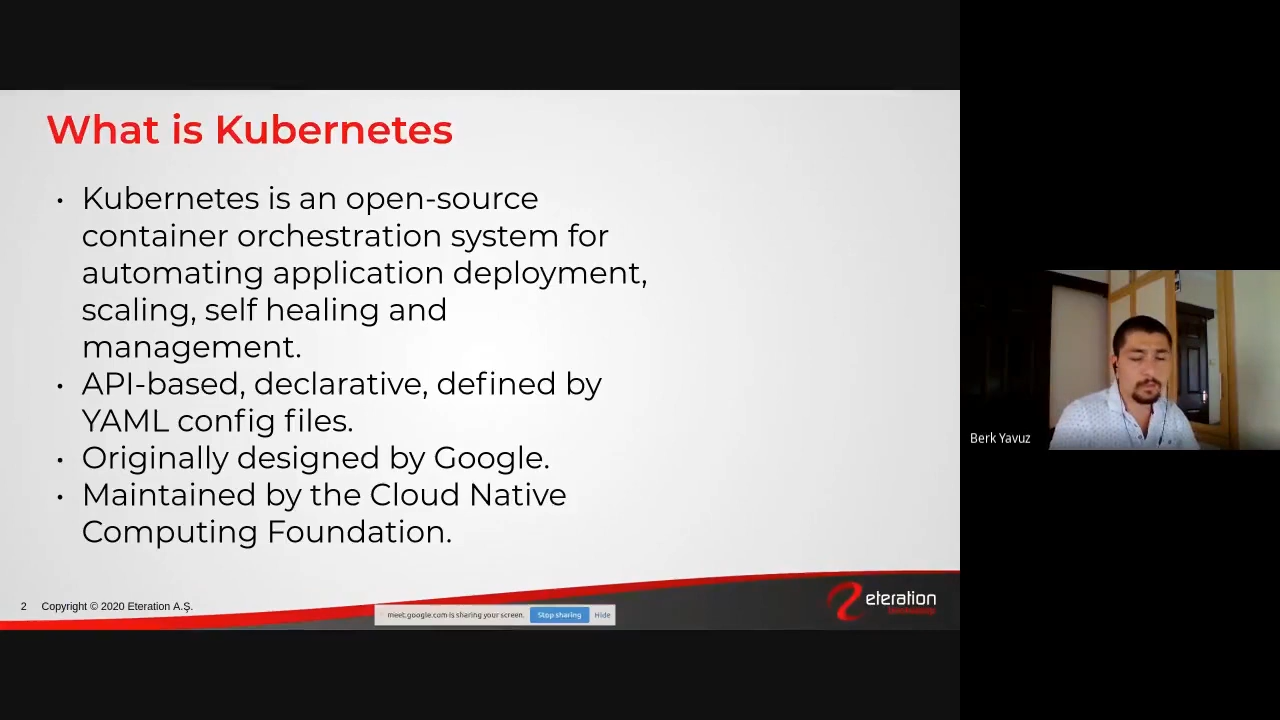 What is Kubernetes
• Kubernetes is an open-source
container orchestration system for
automating application deployment,
scaling, self healing and
management.
• API-based, declarative, defined by
YAML config files.
• Originally designed by Google.
• Maintained by the Cloud Native
Computing Foundation.
2 Copyright © 2020 Eteration A.Ş.
meet.google.com is sharing your screen. Stop sharing Hide
eteration
Berk Yavuz